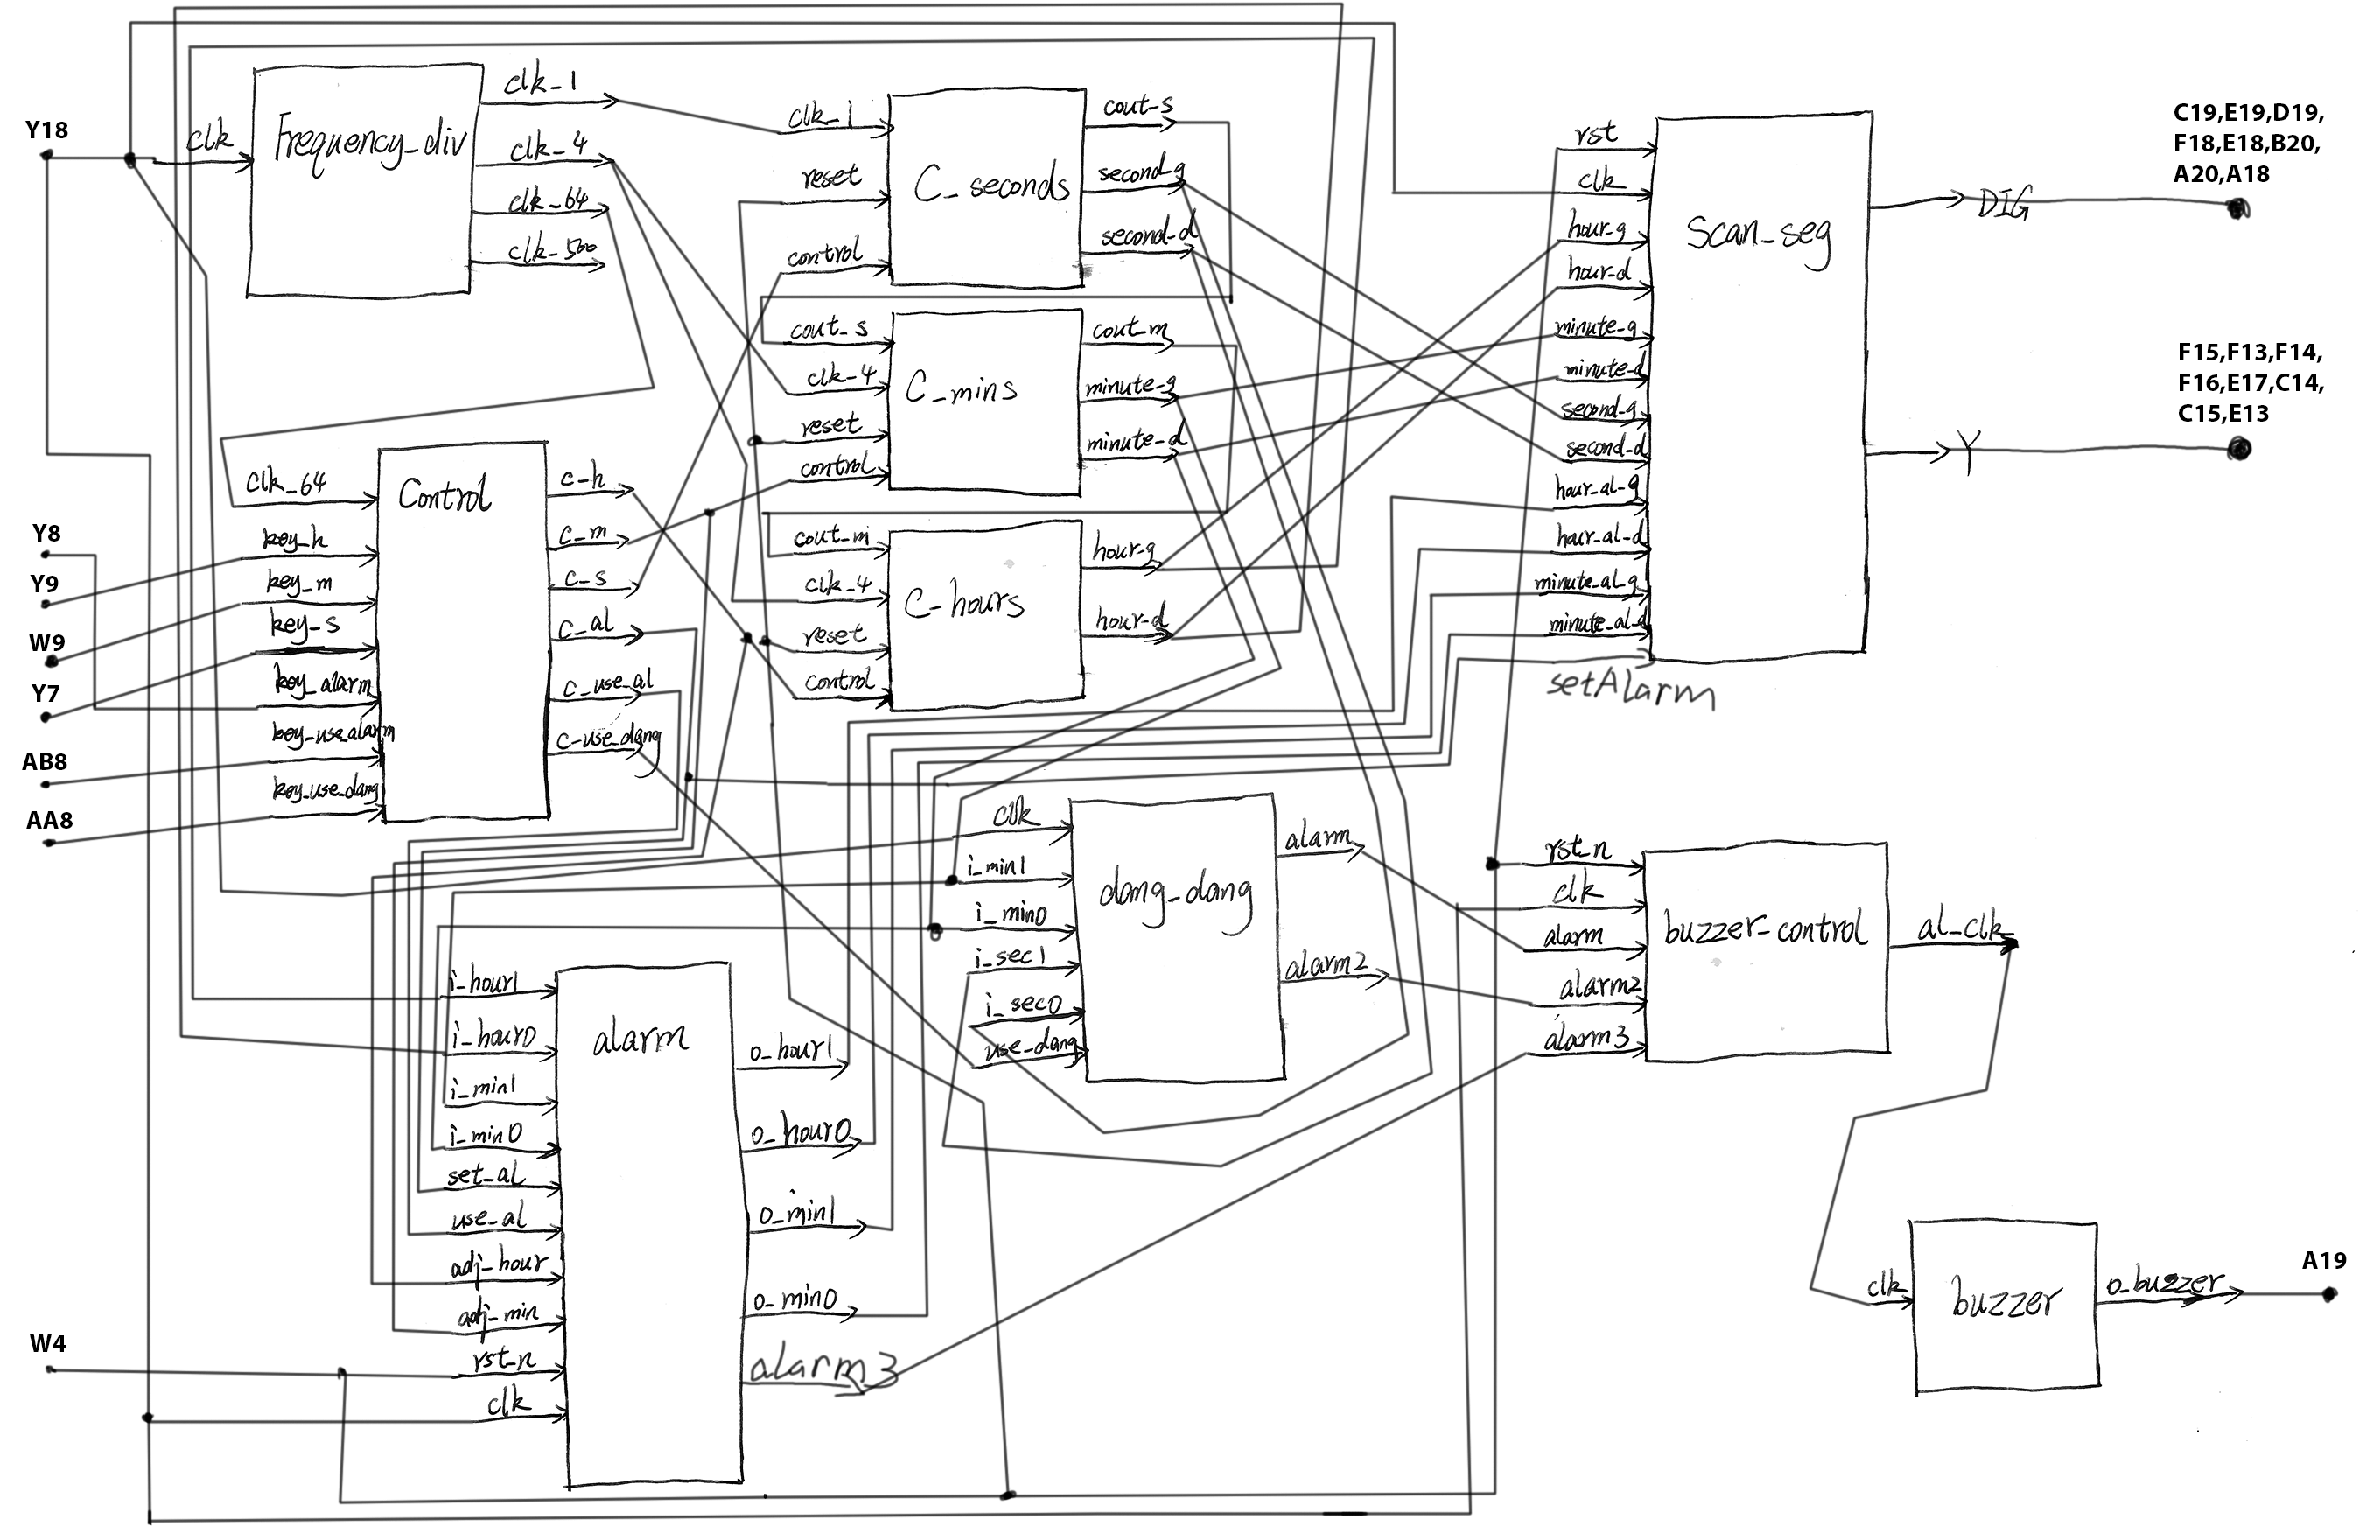 Y18
clk
Frequency_div
clk_1
clk_4
clk_64
clk_500
clk_1
reset
control
C_seconds
cout_s
second_g
second_d
cout_s
clk_4
reset
control
C_mins
cout_m
minute_g
minute_d
cout_m
clk_4
reset
control
C_hours
hour_g
hour_d
rst
clk
hour_g
hour_d
minute_g
minute_d
second_g
second_d
hour_al_g
hour_al_d
minute_al_g
minute_al_d
setAlarm
Scan_seg
DIG
C19,E19,D19,
F18,E18,B20,
A20,A18
Y
F15,F13,F14,
F16,E17,C14,
C15,E13
Y8
Y9
W9
Y7
AB8
AA8
clk_64
key_h
key_m
key_s
key_alarm
key_use_alarm
key_use_dang
Control
c_h
c_m
c_s
c_al
c_use_al
c_use_dang
clk
i_min1
i_min0
i_sec1
i_sec0
use_dang
dang_dang
alarm
alarm2
rst_n
clk
alarm
alarm2
alarm3
buzzer_control
al_clk
i_hour1
i_hour0
i_min1
i_min0
set_al
use_al
adj_hour
adj_min
rst_n
clk
W4
alarm
o_hour1
o_hour0
o_min1
o_min0
alarm3
clk
buzzer
o_buzzer
A19